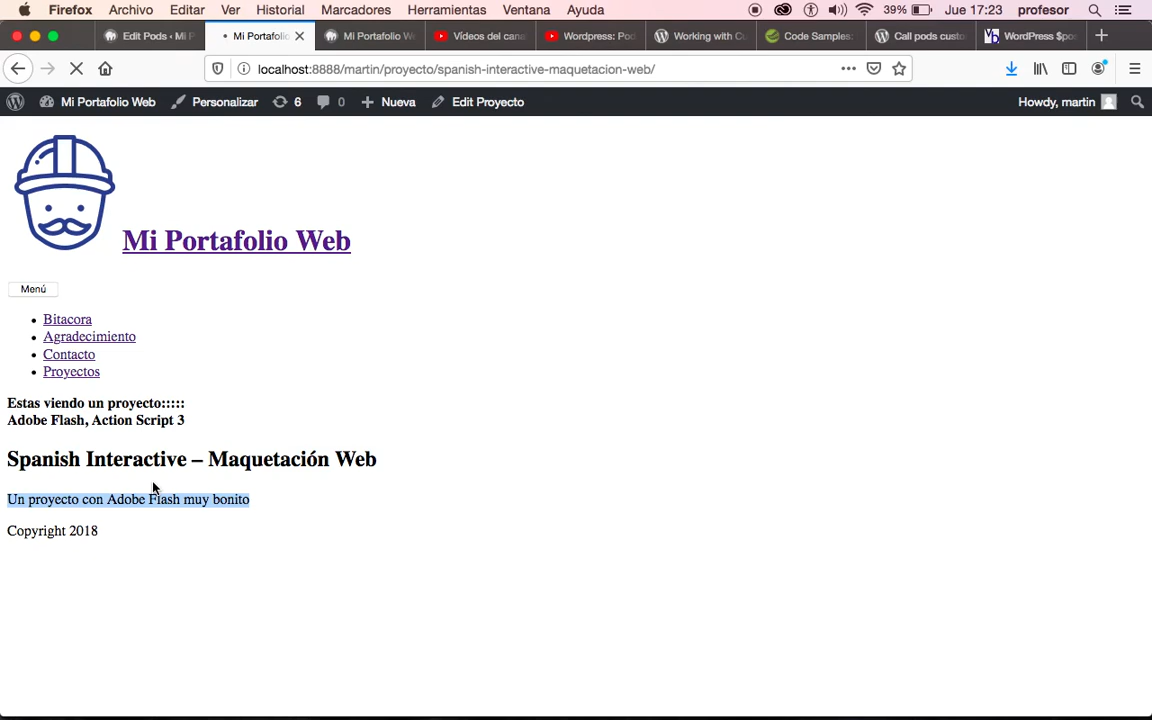 Firefox Archivo Editar Ver Historial Marcadores Herramientas Ventana Ayuda 39% Jue 17:23 profesor
Edit Pods ‹ Mi P Mi Portafolio Mi Portafolio W Vídeos del cana Wordpress: Pod Working with Cu Code Samples: Call pods custo WordPress $pos
localhost:8888/martin/proyecto/spanish-interactive-maquetacion-web/
Mi Portafolio Web Personalizar 6 0 Nueva Edit Proyecto Howdy, martin
Mi Portafolio Web
Menú
Bitacora
Agradecimiento
Contacto
Proyectos
Estas viendo un proyecto:::::
Adobe Flash, Action Script 3
Spanish Interactive – Maquetación Web
Un proyecto con Adobe Flash muy bonito
Copyright 2018